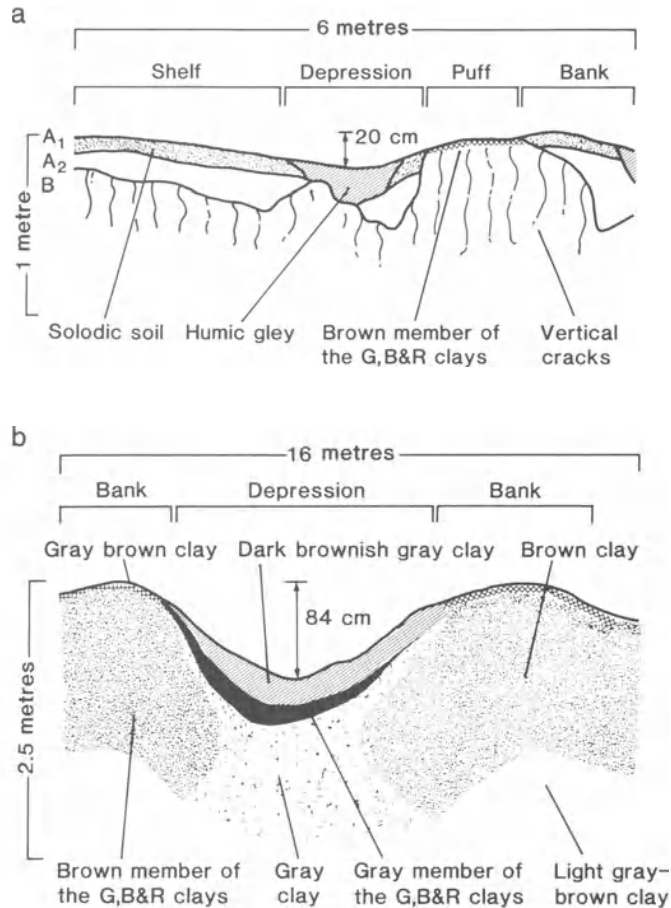 a
6 metres
Shelf Depression Puff Bank
A1
20 cm
A2
B
1 metre
Solodic soil Humic gley Brown member of Vertical
the G,B&R clays cracks
b
16 metres
Bank Depression Bank
Gray brown clay Dark brownish gray clay Brown clay
84 cm
2.5 metres
Brown member of Gray Gray member of Light gray–
the G,B&R clays clay the G,B&R clays brown clay